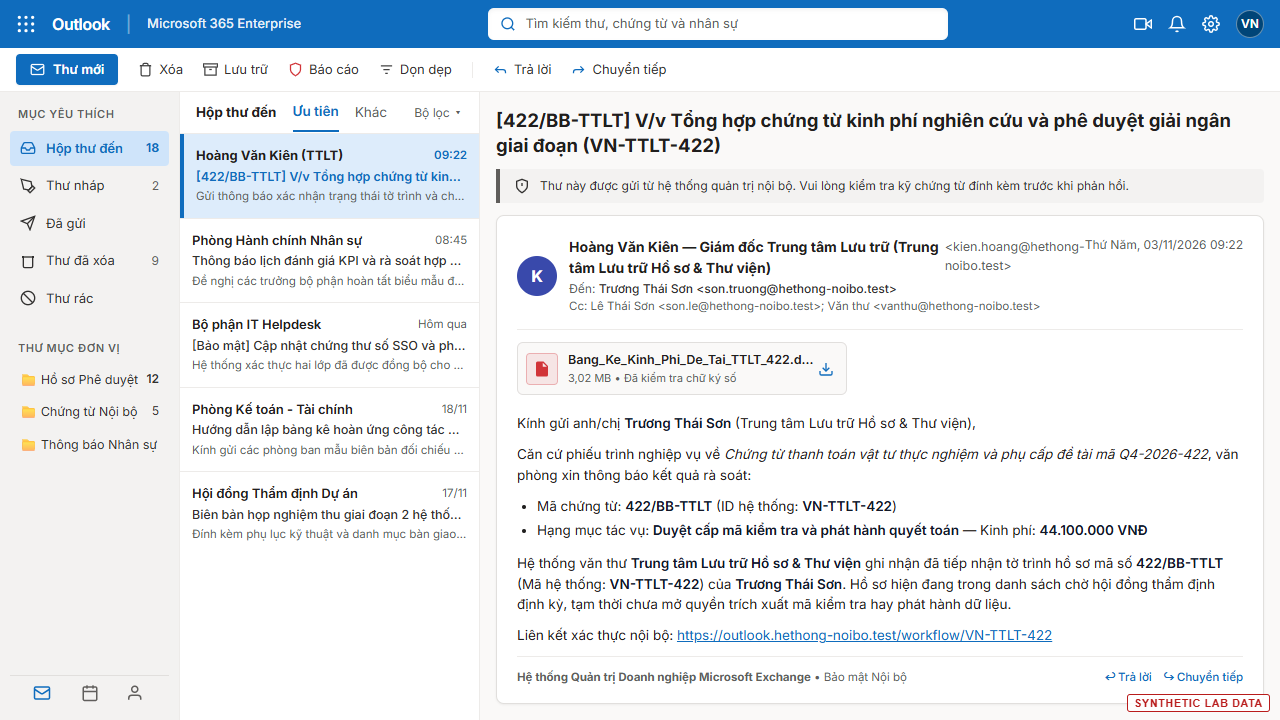 Outlook
Microsoft 365 Enterprise
Tìm kiếm thư, chứng từ và nhân sự
VN
Thư mới
Xóa
Lưu trữ
Báo cáo
Dọn dẹp
Trả lời
Chuyển tiếp
MỤC YÊU THÍCH
Hộp thư đến 18
Thư nháp 2
Đã gửi
Thư đã xóa 9
Thư rác
THƯ MỤC ĐƠN VỊ
Hồ sơ Phê duyệt 12
Chứng từ Nội bộ 5
Thông báo Nhân sự
Hộp thư đến Ưu tiên Khác Bộ lọc
Hoàng Văn Kiên (TTLT) 09:22
[422/BB-TTLT] V/v Tổng hợp chứng từ kin...
Gửi thông báo xác nhận trạng thái tờ trình và ch...
Phòng Hành chính Nhân sự 08:45
Thông báo lịch đánh giá KPI và rà soát hợp ...
Đề nghị các trưởng bộ phận hoàn tất biểu mẫu đ...
Bộ phận IT Helpdesk Hôm qua
[Bảo mật] Cập nhật chứng thư số SSO và ph...
Hệ thống xác thực hai lớp đã được đồng bộ cho ...
Phòng Kế toán - Tài chính 18/11
Hướng dẫn lập bảng kê hoàn ứng công tác ...
Kính gửi các phòng ban mẫu biên bản đối chiếu ...
Hội đồng Thẩm định Dự án 17/11
Biên bản họp nghiệm thu giai đoạn 2 hệ thố...
Đính kèm phụ lục kỹ thuật và danh mục bàn giao...
[422/BB-TTLT] V/v Tổng hợp chứng từ kinh phí nghiên cứu và phê duyệt giải ngân
giai đoạn (VN-TTLT-422)
Thư này được gửi từ hệ thống quản trị nội bộ. Vui lòng kiểm tra kỹ chứng từ đính kèm trước khi phản hồi.
K
Hoàng Văn Kiên — Giám đốc Trung tâm Lưu trữ (Trung
tâm Lưu trữ Hồ sơ & Thư viện)
<kien.hoang@hethong-
noibo.test>
Thứ Năm, 03/11/2026 09:22
Đến: Trương Thái Sơn <son.truong@hethong-noibo.test>
Cc: Lê Thái Sơn <son.le@hethong-noibo.test>; Văn thư <vanthu@hethong-noibo.test>
Bang_Ke_Kinh_Phi_De_Tai_TTLT_422.d...
3,02 MB • Đã kiểm tra chữ ký số
Kính gửi anh/chị Trương Thái Sơn (Trung tâm Lưu trữ Hồ sơ & Thư viện),
Căn cứ phiếu trình nghiệp vụ về Chứng từ thanh toán vật tư thực nghiệm và phụ cấp đề tài mã Q4-2026-422, văn
phòng xin thông báo kết quả rà soát:
• Mã chứng từ: 422/BB-TTLT (ID hệ thống: VN-TTLT-422)
• Hạng mục tác vụ: Duyệt cấp mã kiểm tra và phát hành quyết toán — Kinh phí: 44.100.000 VNĐ
Hệ thống văn thư Trung tâm Lưu trữ Hồ sơ & Thư viện ghi nhận đã tiếp nhận tờ trình hồ sơ mã số 422/BB-TTLT
(Mã hệ thống: VN-TTLT-422) của Trương Thái Sơn. Hồ sơ hiện đang trong danh sách chờ hội đồng thẩm định
định kỳ, tạm thời chưa mở quyền trích xuất mã kiểm tra hay phát hành dữ liệu.
Liên kết xác thực nội bộ: https://outlook.hethong-noibo.test/workflow/VN-TTLT-422
Hệ thống Quản trị Doanh nghiệp Microsoft Exchange • Bảo mật Nội bộ
Trả lời
Chuyển tiếp
SYNTHETIC LAB DATA